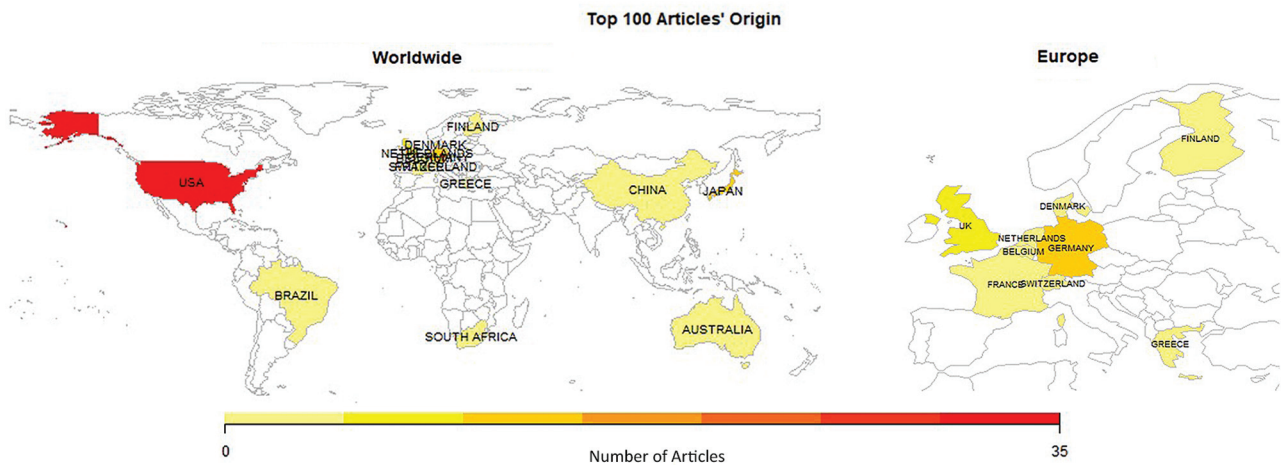 Top 100 Articles' Origin
Worldwide
Europe
FINLAND
DENMARK
NETHERLANDS
GREECE
USA
CHINA
JAPAN
BRAZIL
SOUTH AFRICA
AUSTRALIA
FINLAND
DENMARK
UK
NETHERLANDS
BELGIUM
GERMANY
FRANCE
SWITZERLAND
GREECE
0
35
Number of Articles